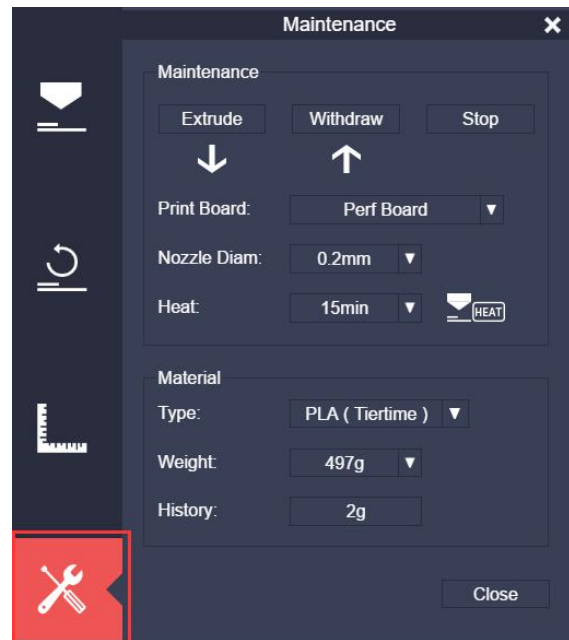 Maintenance
Maintenance
Extrude Withdraw Stop
Print Board: Perf Board
Nozzle Diam: 0.2mm
Heat: 15min HEAT
Material
Type: PLA ( Tiertime )
Weight: 497g
History: 2g
Close